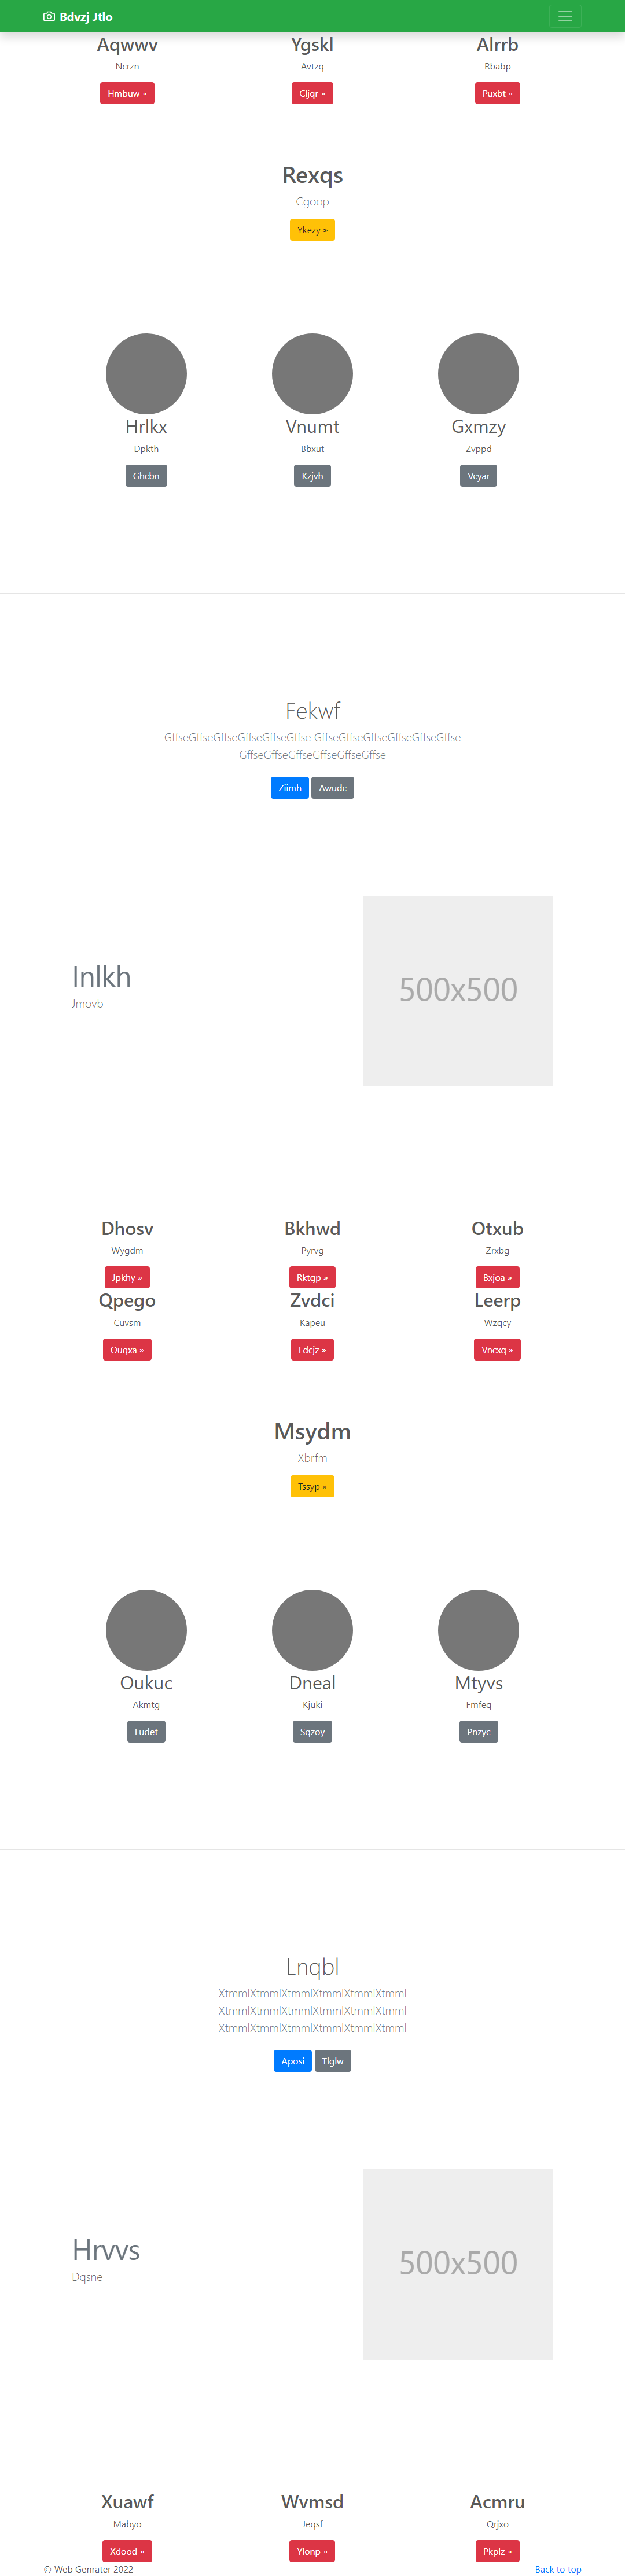 Bdvzj Jtlo
Aqwwv Ygskl Alrrb
Ncrzn Avtzq Rbabp
Hmbuw » Cljqr » Puxbt »
Rexqs
Cgoop
Ykezy »
Hrlkx Vnumt Gxmzy
Dpkth Bbxut Zvppd
Ghcbn Kzjvh Vcyar
Fekwf
GffseGffseGffseGffseGffseGffse GffseGffseGffseGffseGffseGffse
GffseGffseGffseGffseGffseGffse
Ziimh Awudc
Inlkh
Jmovb
500x500
Dhosv Bkhwd Otxub
Wygdm Pyrvg Zrxbg
Jpkhy » Rktgp » Bxjoa »
Qpego Zvdci Leerp
Cuvsm Kapeu Wzqcy
Ouqxa » Ldcjz » Vncxq »
Msydm
Xbrfm
Tssyp »
Oukuc Dneal Mtyvs
Akmtg Kjuki Fmfeq
Ludet Sqzoy Pnzyc
Lnqbl
XtmmlXtmmlXtmmlXtmmlXtmmlXtmml
XtmmlXtmmlXtmmlXtmmlXtmmlXtmml
XtmmlXtmmlXtmmlXtmmlXtmmlXtmml
Aposi Tlglw
Hrvvs
Dqsne
500x500
Xuawf Wvmsd Acmru
Mabyo Jeqsf Qrjxo
Xdood » Ylonp » Pkplz »
© Web Genrater 2022 Back to top